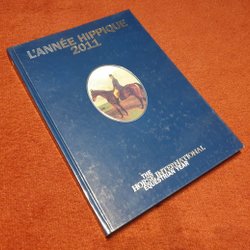 L'ANNÉE HIPPIQUE
2011
THE
INTERNATIONAL
HORSE
EQUESTRIAN YEAR